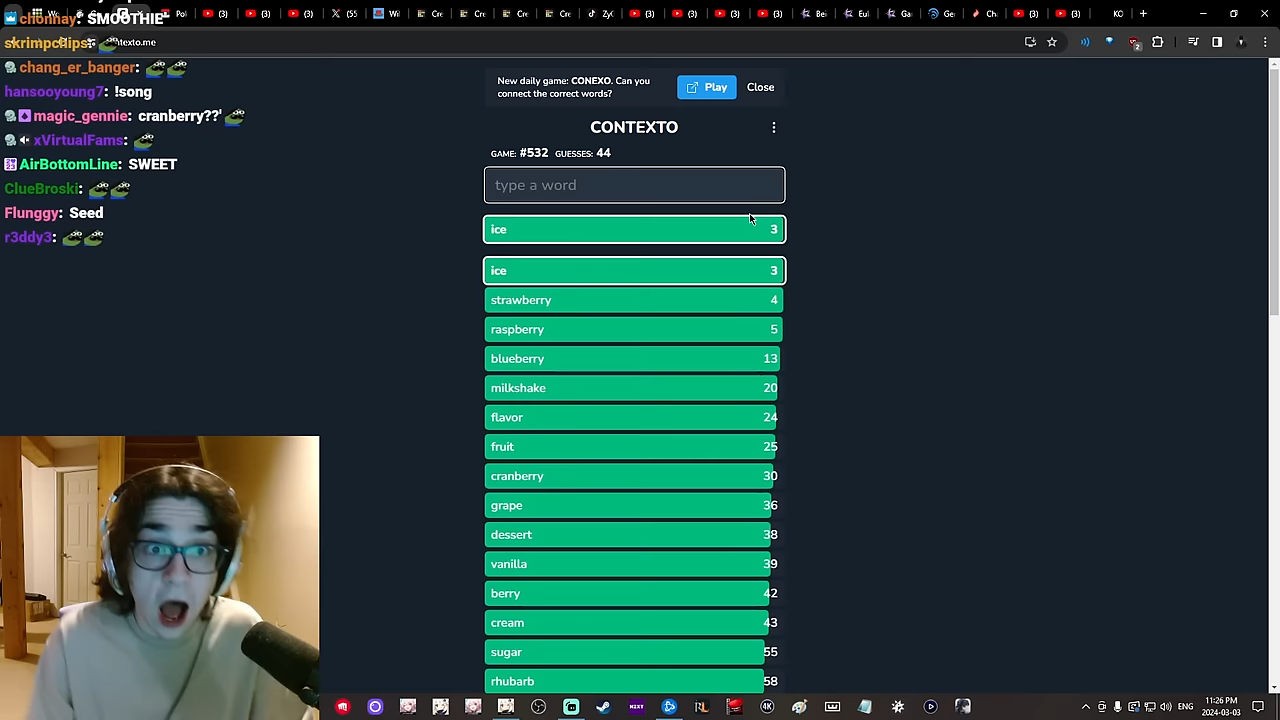 chonnay: SMOOTHIE
skrimpchips:
chang_er_banger:
hansooyoung7: !song
magic_gennie: cranberry??'
xVirtualFams:
AirBottomLine: SWEET
ClueBroski:
Flunggy: Seed
r3ddy3:
texto.me
New daily game: CONEXO. Can you
connect the correct words?
Play
Close
CONTEXTO
GAME: #532 GUESSES: 44
type a word
ice 3
ice 3
strawberry 4
raspberry 5
blueberry 13
milkshake 20
flavor 24
fruit 25
cranberry 30
grape 36
dessert 38
vanilla 39
berry 42
cream 43
sugar 55
rhubarb 58
ENG
11:26 PM
2024-03-03